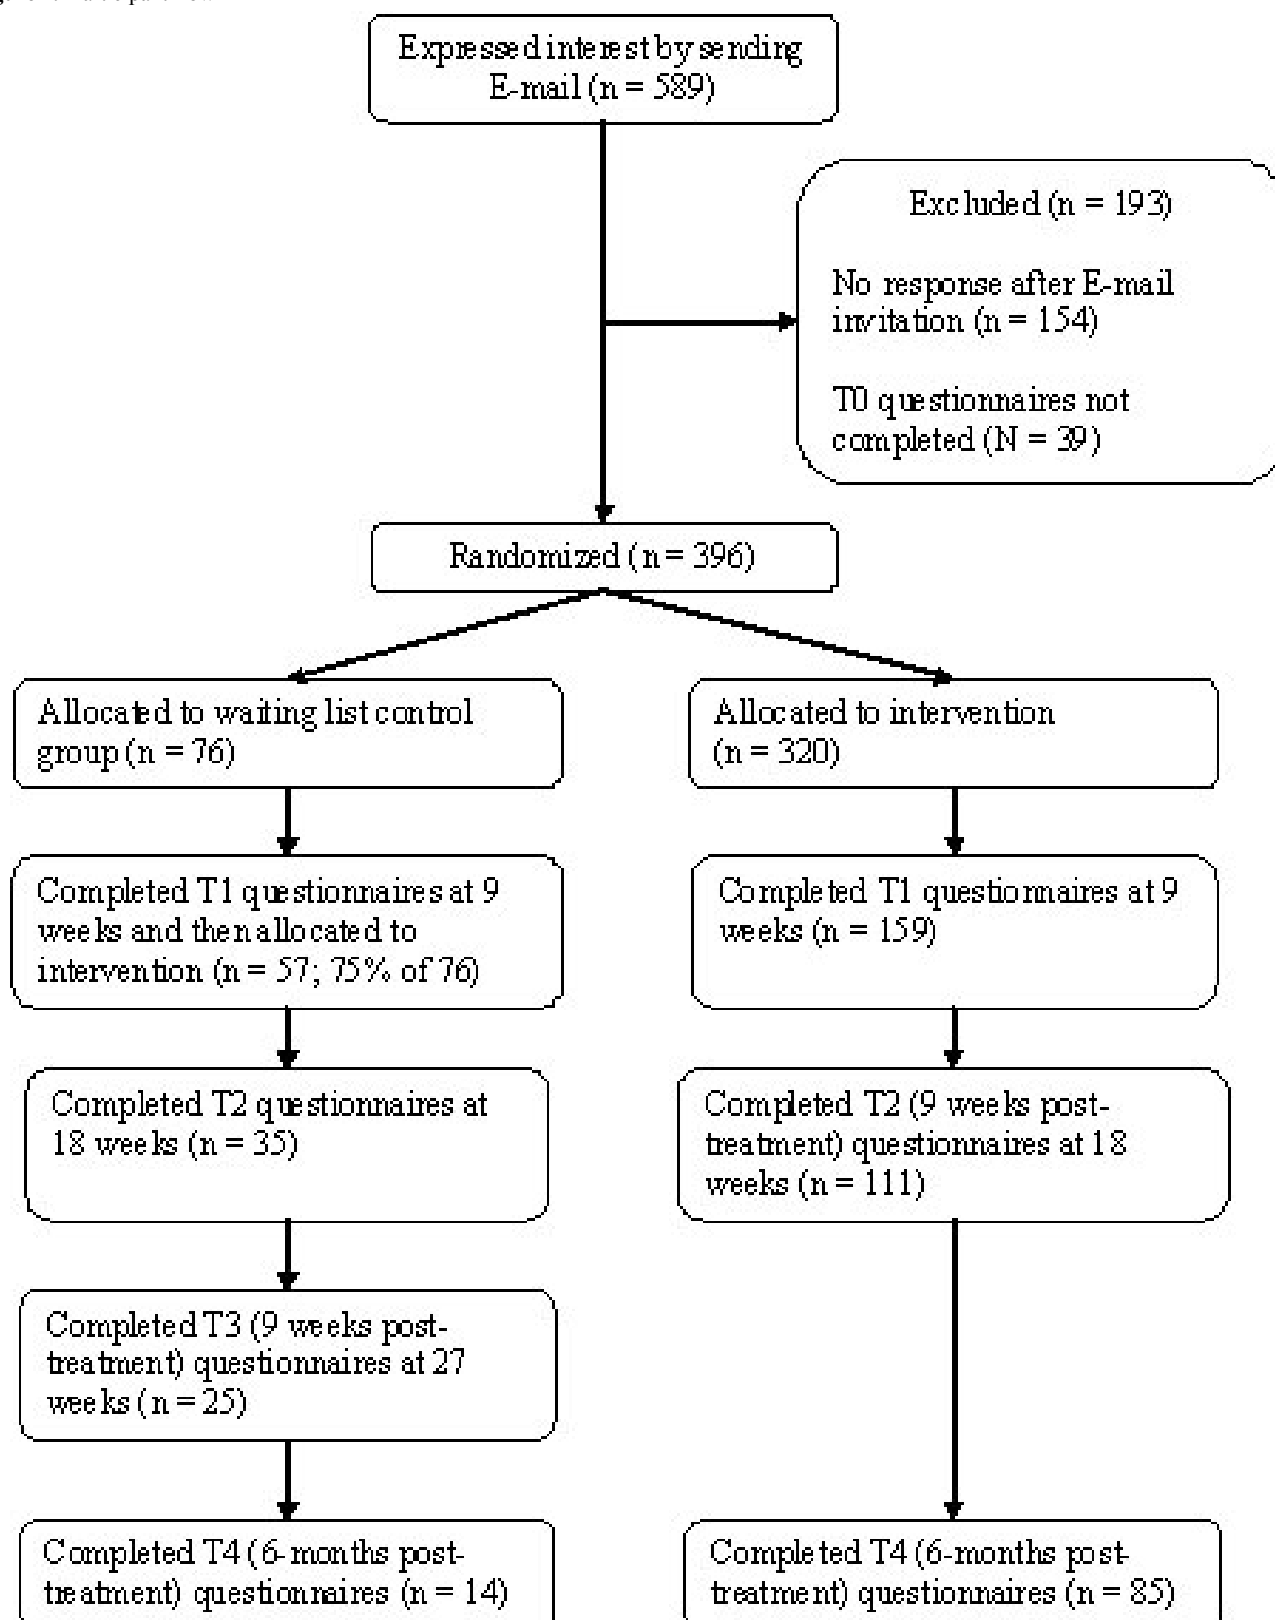 Expressed interest by sending
E-mail (n = 589)
Excluded (n = 193)
No response after E-mail
invitation (n = 154)
T0 questionnaires not
completed (N = 39)
Randomized (n = 396)
Allocated to waiting list control
group (n = 76)
Allocated to intervention
(n = 320)
Completed T1 questionnaires at 9
weeks and then allocated to
intervention (n = 57; 75% of 76)
Completed T1 questionnaires at 9
weeks (n = 159)
Completed T2 questionnaires at
18 weeks (n = 35)
Completed T2 (9 weeks post-
treatment) questionnaires at 18
weeks (n = 111)
Completed T3 (9 weeks post-
treatment) questionnaires at 27
weeks (n = 25)
Completed T4 (6-months post-
treatment) questionnaires (n = 14)
Completed T4 (6-months post-
treatment) questionnaires (n = 85)